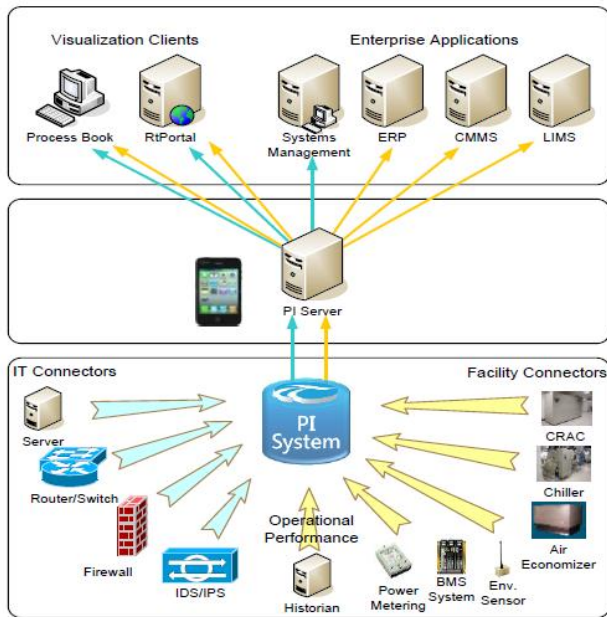 Visualization Clients
Enterprise Applications
Process Book
RtPortal
Systems
Management
ERP
CMMS
LIMS
PI Server
IT Connectors
Facility Connectors
PI
System
Server
CRAC
Router/Switch
Chiller
Firewall
Operational
Performance
Air
Economizer
IDS/IPS
Historian
Power
Metering
BMS
System
Env.
Sensor